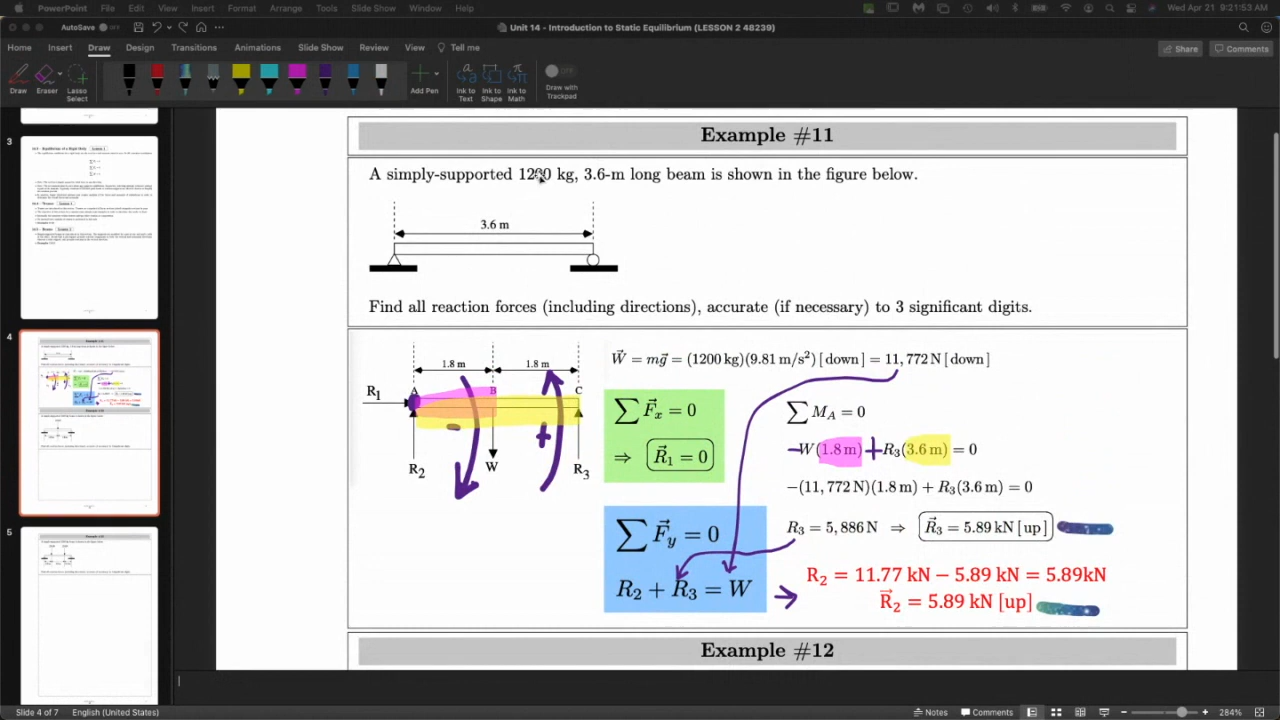 PowerPoint File Edit View Insert Format Arrange Tools Slide Show Window Help Wed Apr 21 9:21:53 AM
AutoSave OFF Unit 14 - Introduction to Static Equilibrium (LESSON 2 48239)
Home Insert Draw Design Transitions Animations Slide Show Review View Tell me Share Comments
Draw Eraser Lasso Select Add Pen Ink to Text Ink to Shape Ink to Math OFF Draw with Trackpad
3
4
5
Example #11
A simply-supported 1200 kg, 3.6-m long beam is shown in the figure below.
3.6 m
Find all reaction forces (including directions), accurate (if necessary) to 3 significant digits.
1.8 m 1.8 m
R1 A B C
- +
R2 W R3
W⃗ = mg⃗ = (1200 kg)(9.81 m/s² [down] = 11,772 N [down]
∑ F⃗x = 0
⇒ R⃗1 = 0
∑ MA = 0
-W(1.8 m) + R3(3.6 m) = 0
−(11,772 N)(1.8 m) + R3(3.6 m) = 0
R3 = 5,886 N ⇒ R⃗3 = 5.89 kN [up]
∑ F⃗y = 0
R2 + R3 = W
R2 = 11.77 kN − 5.89 kN = 5.89kN
R⃗2 = 5.89 kN [up]
Example #12
Slide 4 of 7 English (United States) Notes Comments 284%